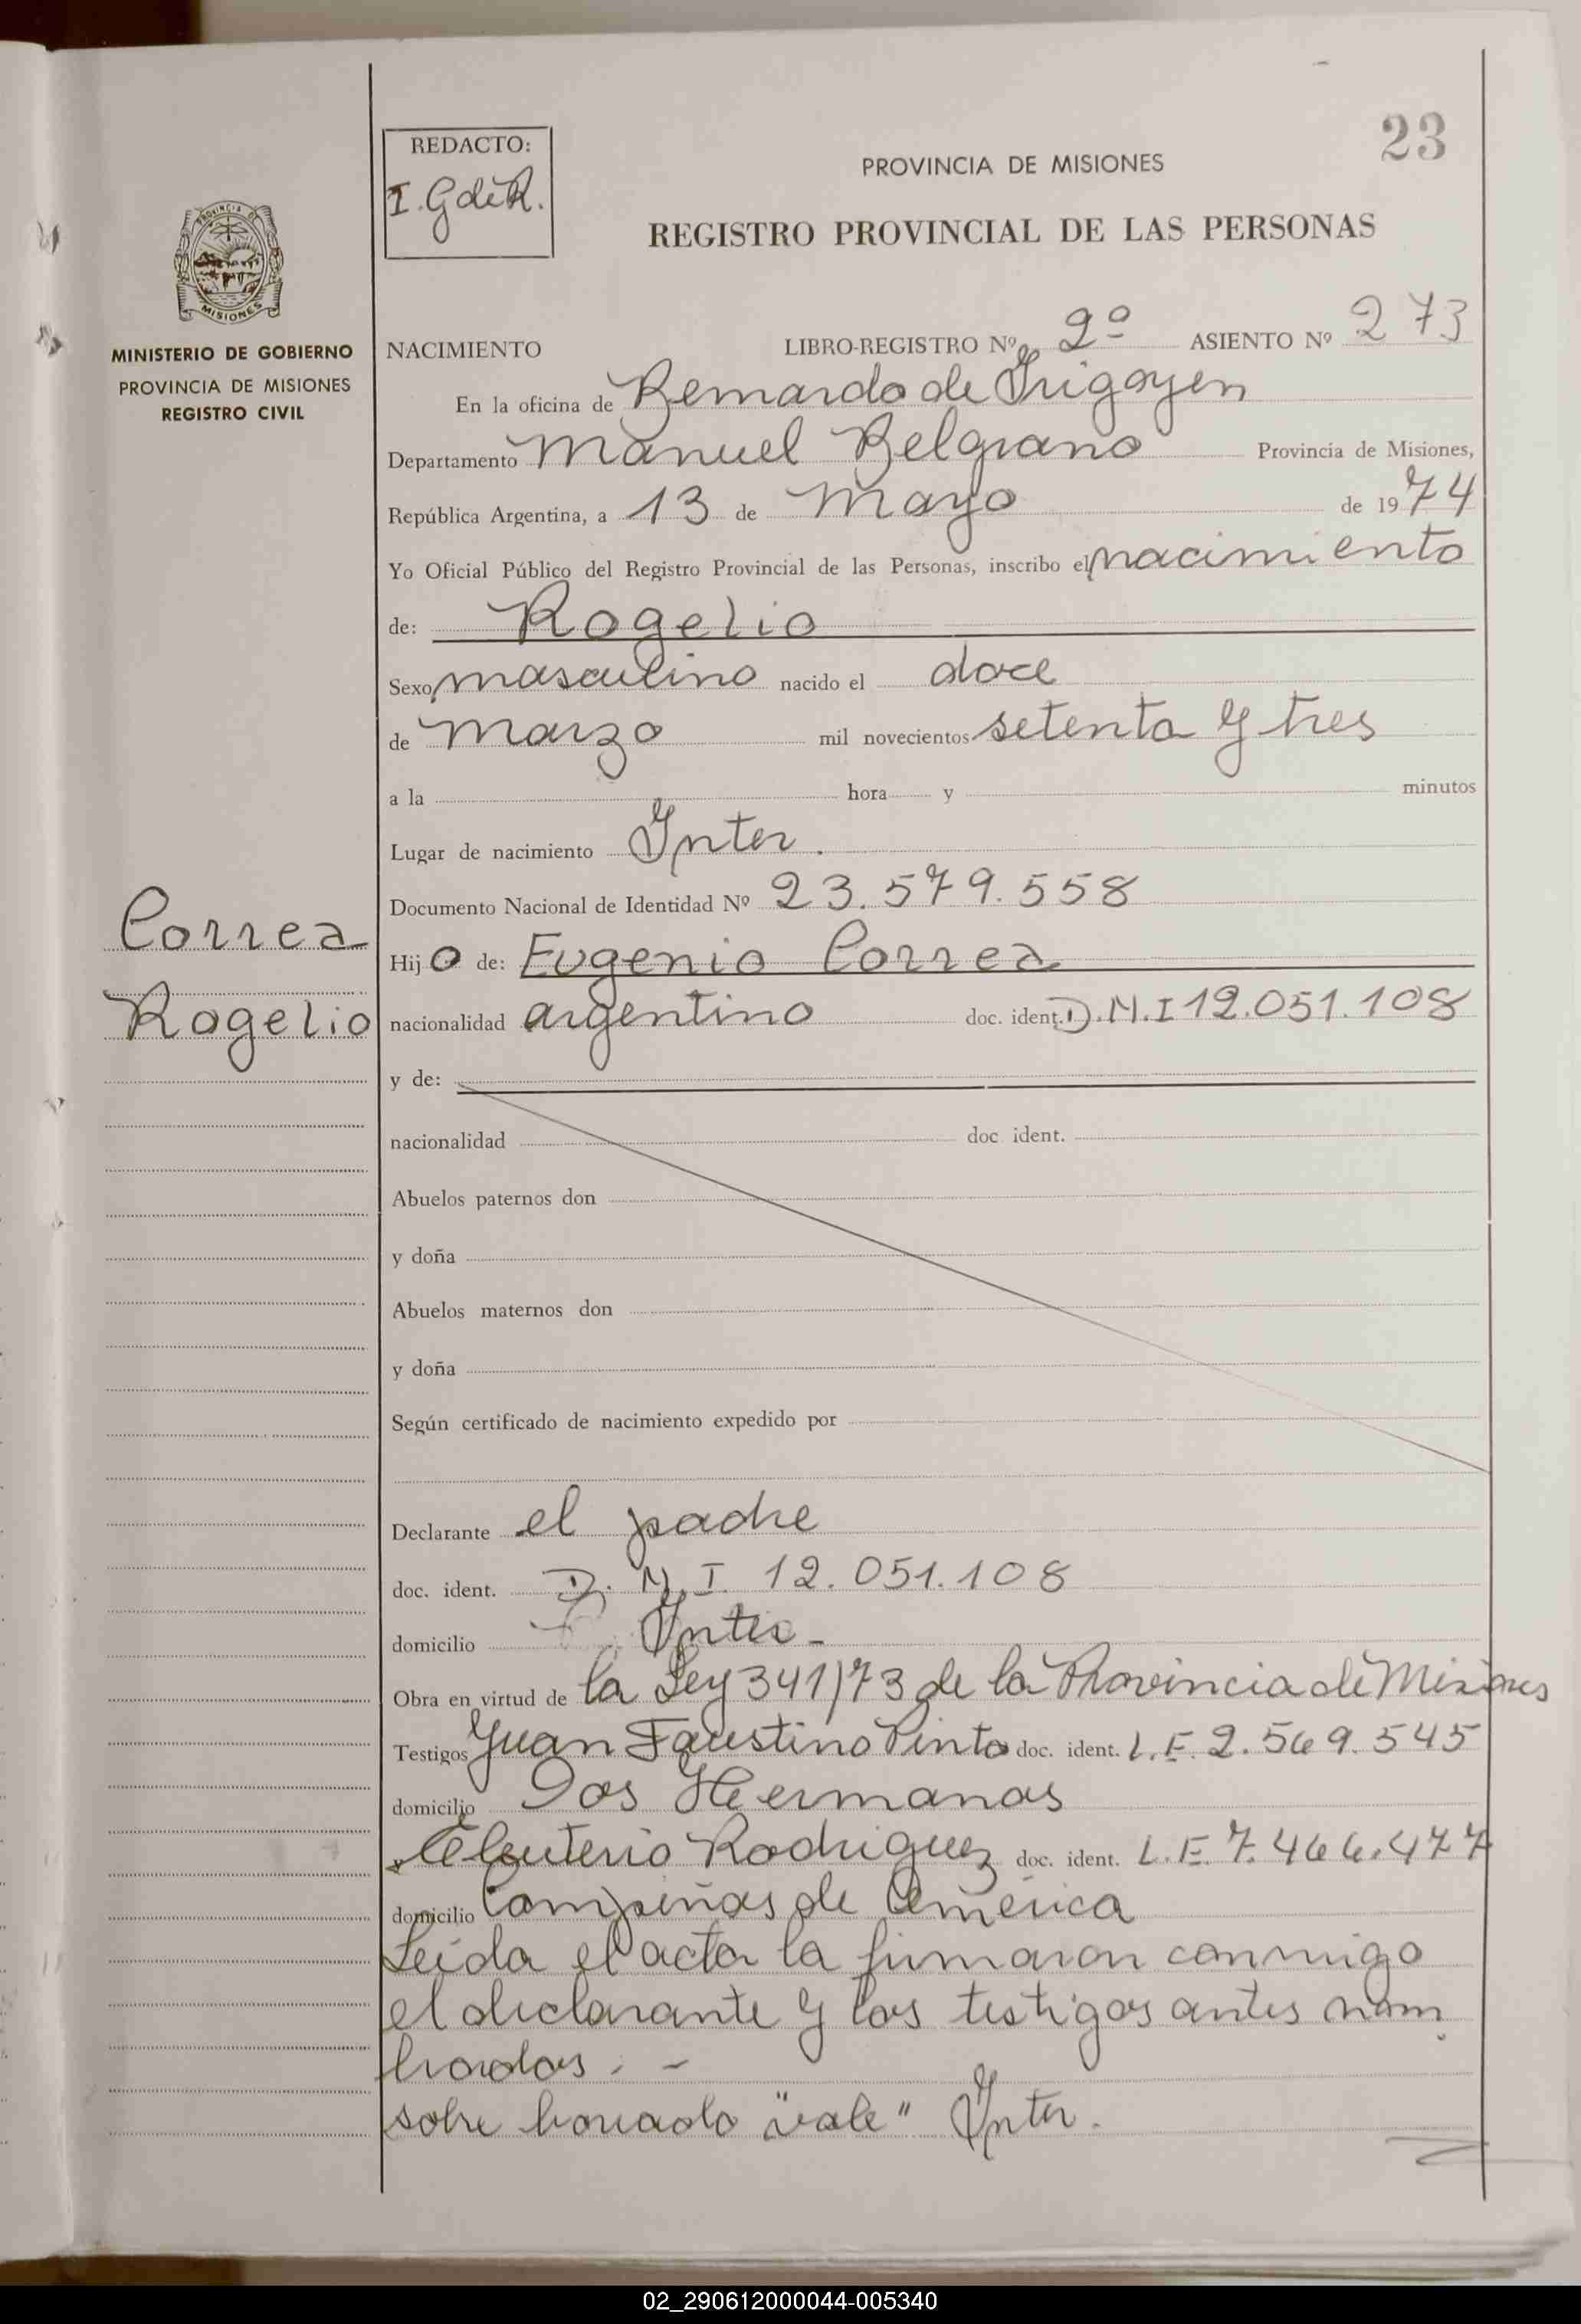 23
REDACTO:
I. G de R.
PROVINCIA DE MISIONES
REGISTRO PROVINCIAL DE LAS PERSONAS
PROVINCIA DE
MISIONES
MINISTERIO DE GOBIERNO
PROVINCIA DE MISIONES
REGISTRO CIVIL
NACIMIENTO LIBRO-REGISTRO Nº 2º ASIENTO Nº 273
En la oficina de Bernardo de Yrigoyen
Departamento Manuel Belgrano Provincia de Misiones,
República Argentina, a 13 de Mayo de 1974
Yo Oficial Público del Registro Provincial de las Personas, inscribo el nacimiento
de: Rogelio
Sexo masculino nacido el doce
de marzo mil novecientos setenta y tres
a la hora y minutos
Lugar de nacimiento Ynter.
Documento Nacional de Identidad Nº 23.579.558
Correa
Hijo de: Eugenio Correa
Rogelio
nacionalidad argentino doc. ident. D.N.I 12.051.108
y de:
nacionalidad doc ident.
Abuelos paternos don
y doña
Abuelos maternos don
y doña
Según certificado de nacimiento expedido por
Declarante el padre
doc. ident. D. N. I. 12.051.108
domicilio Ynter -
Obra en virtud de la Ley 341/73 de la Provincia de Misiones
Testigos Juan Faustino Pinto doc. ident. L.E. 2.569.545
domicilio Dos Hermanas
Eleuterio Rodriguez doc. ident. L.E. 7.466.477
domicilio Campiñas de América
Leída el acta la firmaron conmigo
el declarante y los testigos antes nom
brados. -
sobre borrado "vale" Ynter.
02_290612000044-005340